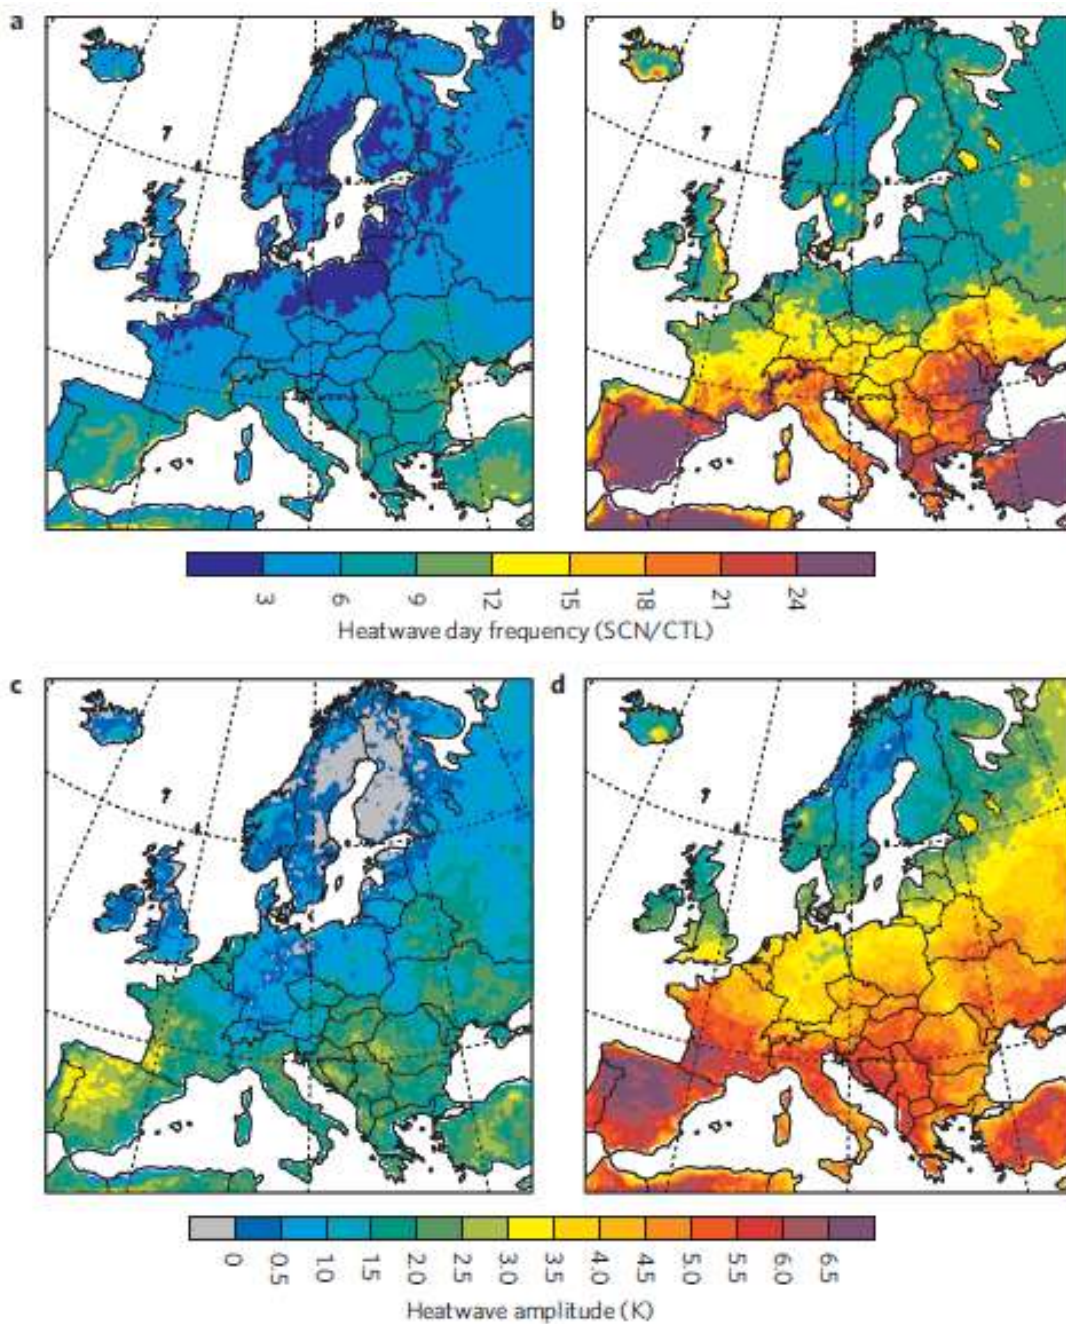 a b
3 6 9 12 15 18 21 24
Heatwave day frequency (SCN/CTL)
c d
0 0.5 1.0 1.5 2.0 2.5 3.0 3.5 4.0 4.5 5.0 5.5 6.0 6.5
Heatwave amplitude (K)